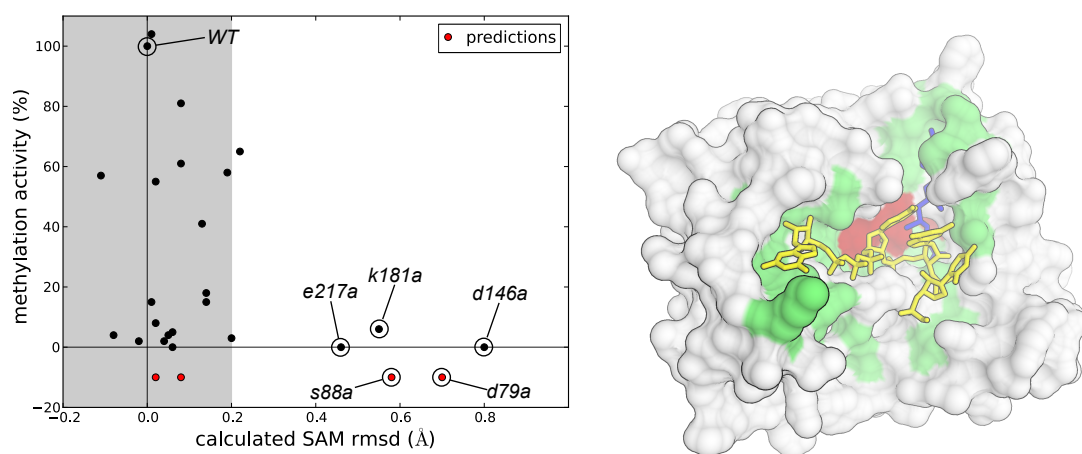 methylation activity (%)
100
80
60
40
20
0
−20
WT
predictions
e217a
k181a
d146a
s88a
d79a
−0.2
0.0
0.2
0.4
0.6
0.8
calculated SAM rmsd (Å)